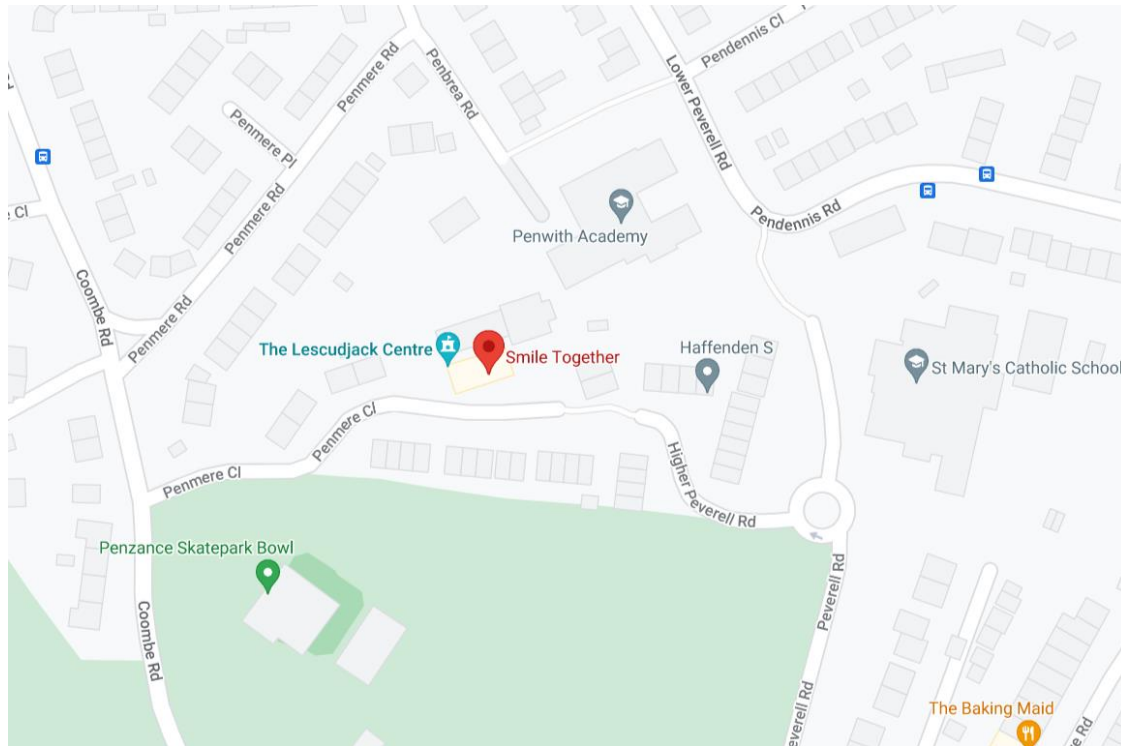 Pendennis Cl
Penmere Rd
Penbrea Rd
Lower Peverell Rd
Penmere Pl
Penmere Rd
Pendennis Rd
Cl
Penwith Academy
Coombe Rd
Penmere Rd
The Lescudjack Centre
Smile Together
Haffenden S
St Mary's Catholic School
Penmere Cl
Penmere Cl
Higher Peverell Rd
Penzance Skatepark Bowl
Peverell Rd
Coombe Rd
Peverell Rd
The Baking Maid
Rd